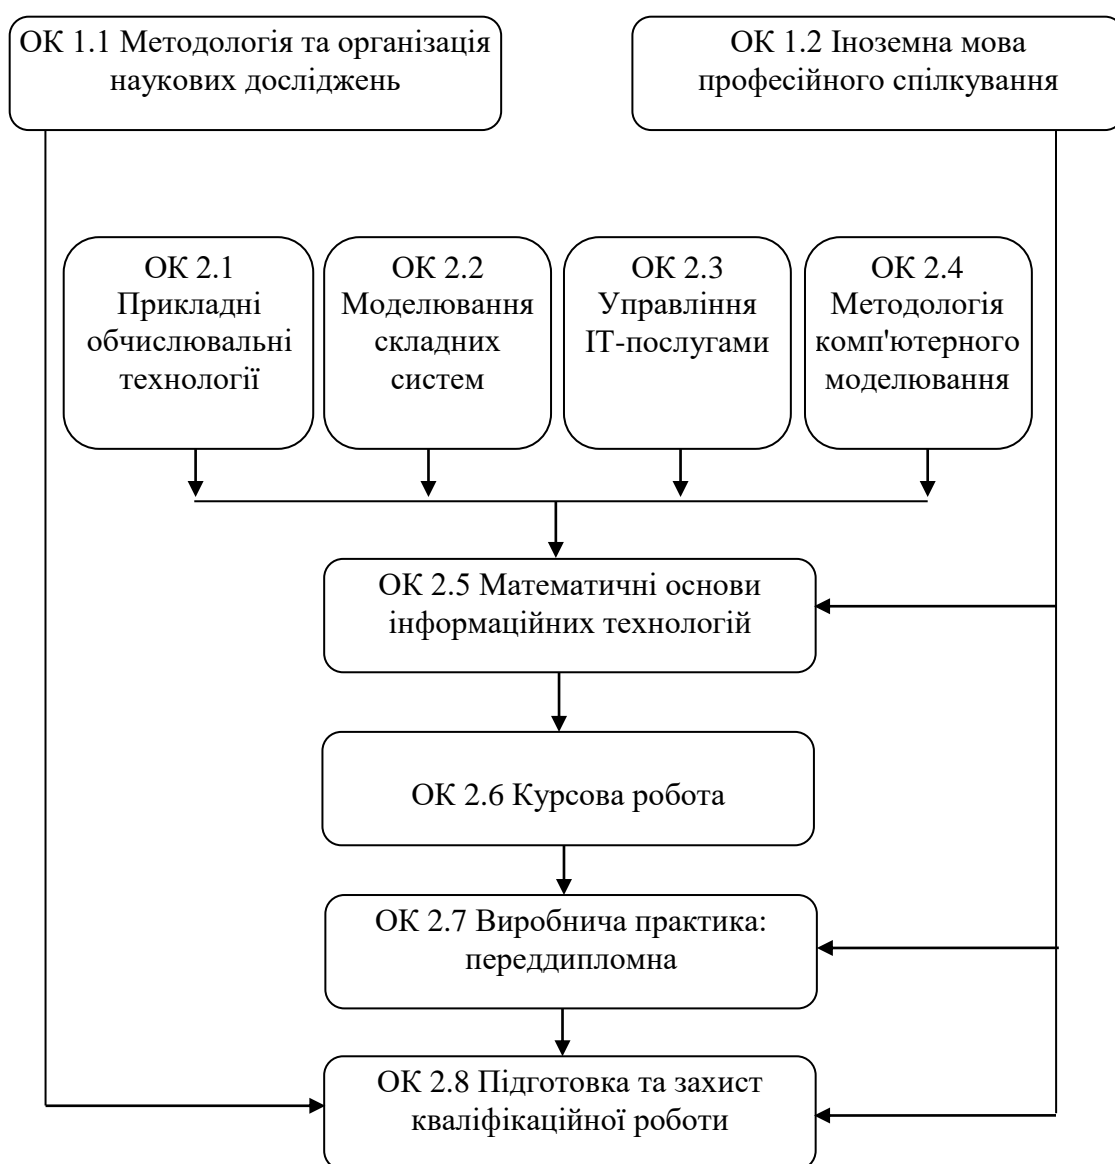 ОК 1.1 Методологія та організація
наукових досліджень
ОК 1.2 Іноземна мова
професійного спілкування
ОК 2.1
Прикладні
обчислювальні
технології
ОК 2.2
Моделювання
складних
систем
ОК 2.3
Управління
ІТ-послугами
ОК 2.4
Методологія
комп'ютерного
моделювання
ОК 2.5 Математичні основи
інформаційних технологій
ОК 2.6 Курсова робота
ОК 2.7 Виробнича практика:
переддипломна
ОК 2.8 Підготовка та захист
кваліфікаційної роботи